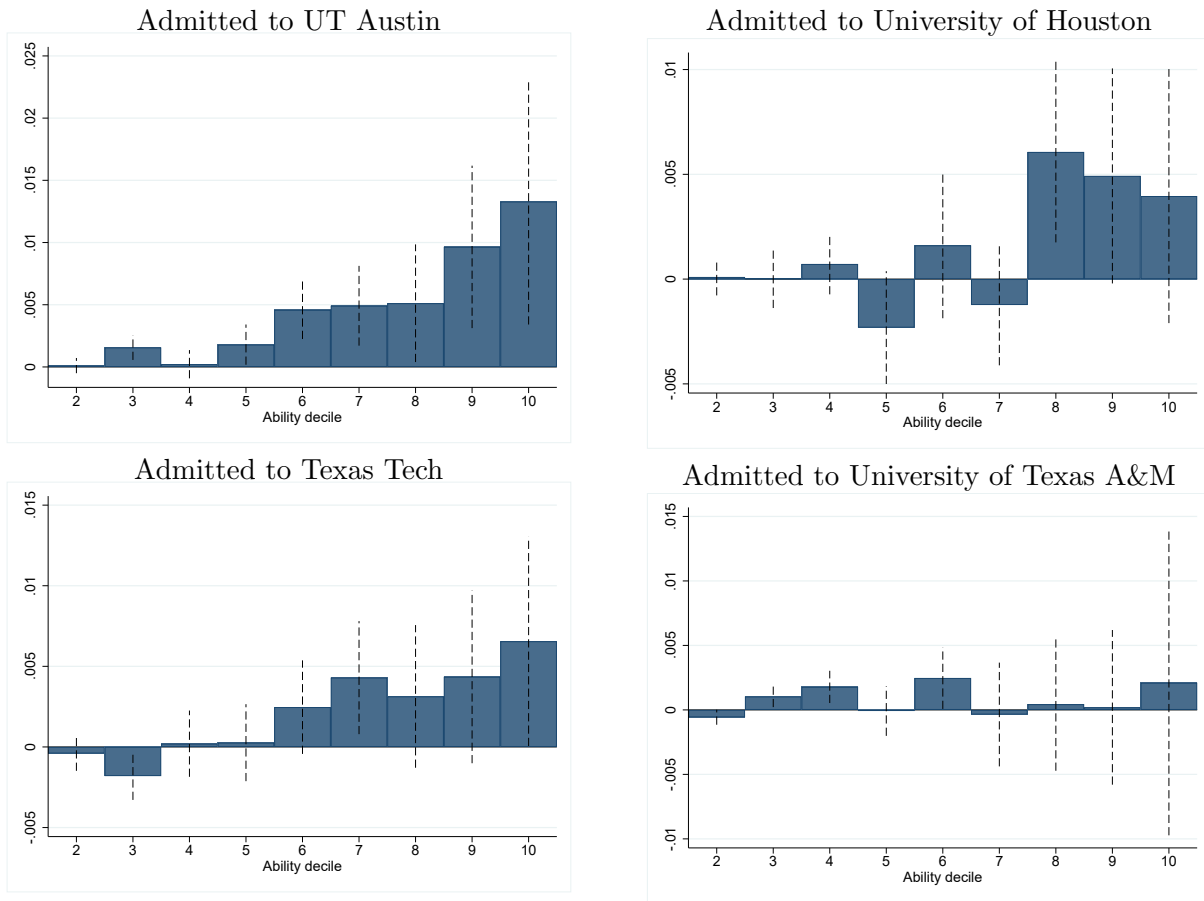 Admitted to UT Austin
.025
.02
.015
.01
.005
0
2 3 4 5 6 7 8 9 10
Ability decile
Admitted to University of Houston
.01
.005
0
-.005
2 3 4 5 6 7 8 9 10
Ability decile
Admitted to Texas Tech
.015
.01
.005
0
-.005
2 3 4 5 6 7 8 9 10
Ability decile
Admitted to University of Texas A&M
.015
.01
.005
0
-.005
-.01
2 3 4 5 6 7 8 9 10
Ability decile